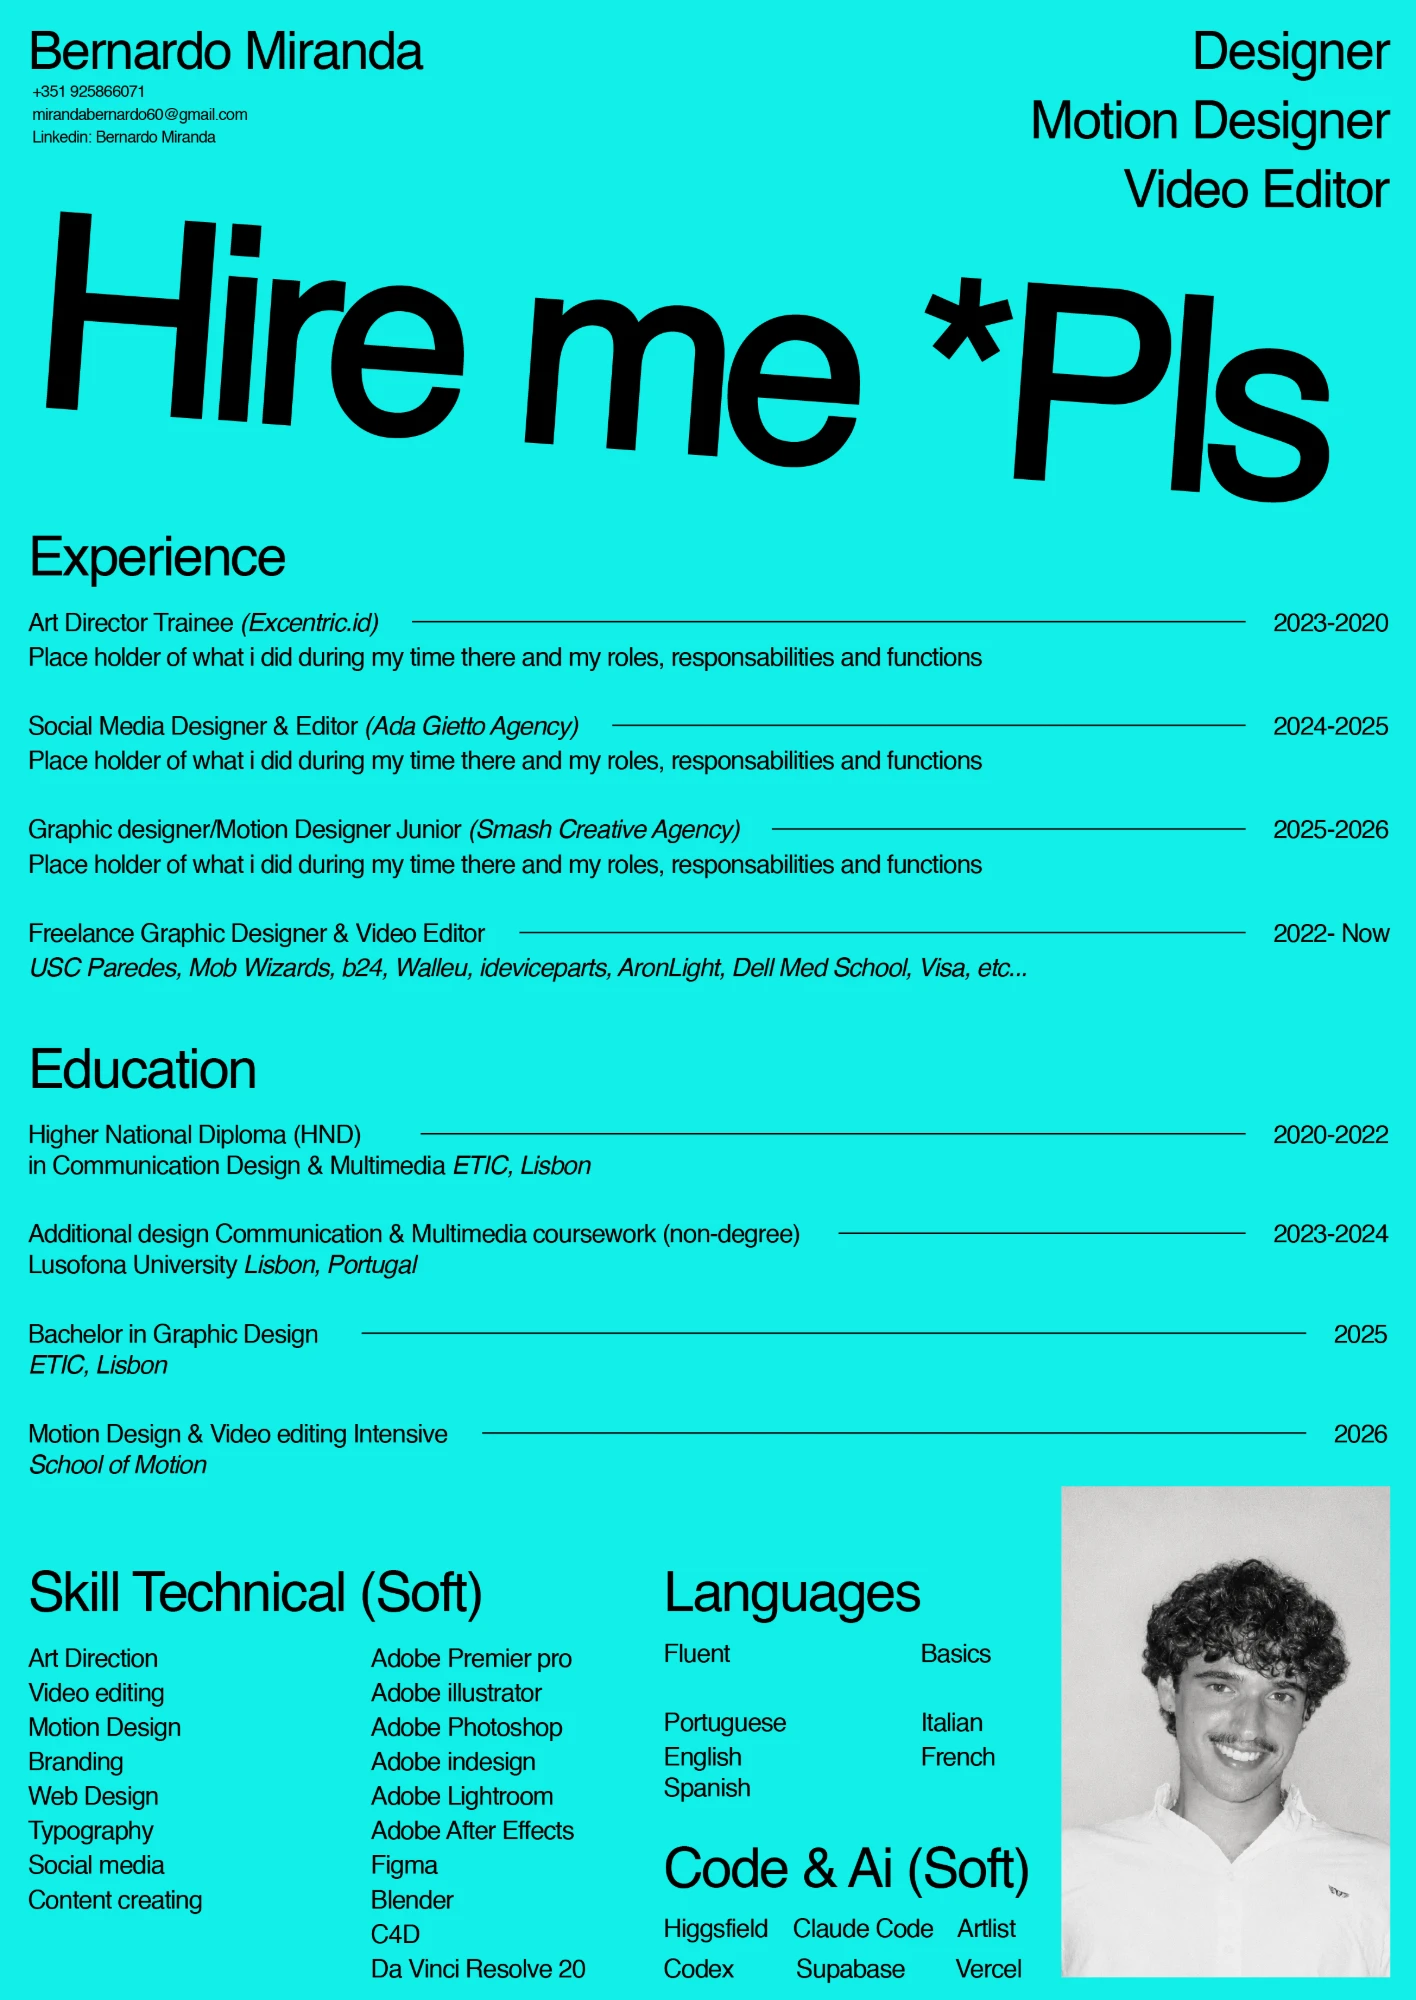 Bernardo Miranda
+351 925866071
mirandabernardo60@gmail.com
Linkedin: Bernardo Miranda
Designer
Motion Designer
Video Editor
Hire me *Pls
Experience
Art Director Trainee (Excentric.id) 2023-2020
Place holder of what i did during my time there and my roles, responsabilities and functions
Social Media Designer & Editor (Ada Gietto Agency) 2024-2025
Place holder of what i did during my time there and my roles, responsabilities and functions
Graphic designer/Motion Designer Junior (Smash Creative Agency) 2025-2026
Place holder of what i did during my time there and my roles, responsabilities and functions
Freelance Graphic Designer & Video Editor 2022- Now
USC Paredes, Mob Wizards, b24, Walleu, ideviceparts, AronLight, Dell Med School, Visa, etc...
Education
Higher National Diploma (HND) 2020-2022
in Communication Design & Multimedia ETIC, Lisbon
Additional design Communication & Multimedia coursework (non-degree) 2023-2024
Lusofona University Lisbon, Portugal
Bachelor in Graphic Design 2025
ETIC, Lisbon
Motion Design & Video editing Intensive 2026
School of Motion
Skill Technical (Soft)
Art Direction
Video editing
Motion Design
Branding
Web Design
Typography
Social media
Content creating
Adobe Premier pro
Adobe illustrator
Adobe Photoshop
Adobe indesign
Adobe Lightroom
Adobe After Effects
Figma
Blender
C4D
Da Vinci Resolve 20
Languages
Fluent
Portuguese
English
Spanish
Basics
Italian
French
Code & Ai (Soft)
Higgsfield Claude Code Artlist
Codex Supabase Vercel